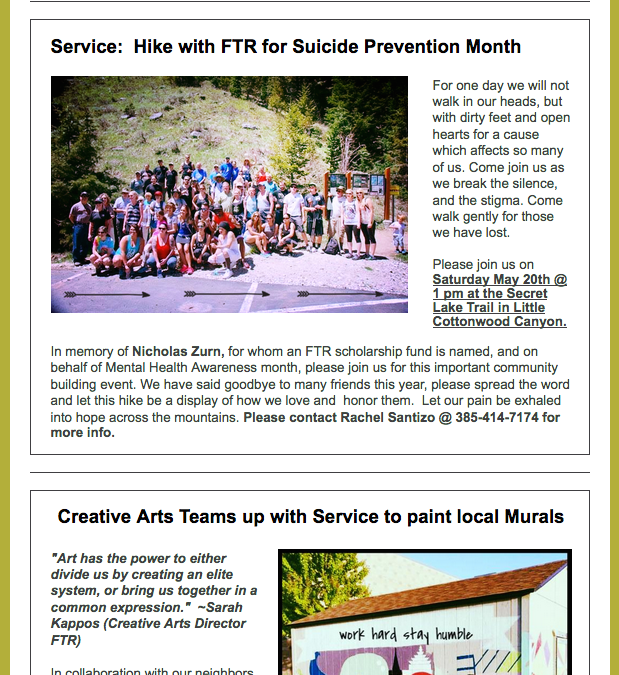 Service:  Hike with FTR for Suicide Prevention Month
For one day we will not
walk in our heads, but
with dirty feet and open
hearts for a cause
which affects so many
of us. Come join us as
we break the silence,
and the stigma. Come
walk gently for those
we have lost.
Please join us on
Saturday May 20th @
1 pm at the Secret
Lake Trail in Little
Cottonwood Canyon.
In memory of Nicholas Zurn, for whom an FTR scholarship fund is named, and on
behalf of Mental Health Awareness month, please join us for this important community
building event. We have said goodbye to many friends this year, please spread the word
and let this hike be a display of how we love and  honor them.  Let our pain be exhaled
into hope across the mountains. Please contact Rachel Santizo @ 385-414-7174 for
more info.
Creative Arts Teams up with Service to paint local Murals
"Art has the power to either
divide us by creating an elite
system, or bring us together in a
common expression."  ~Sarah
Kappos (Creative Arts Director
FTR)
In collaboration with our neighbors
work hard stay humble